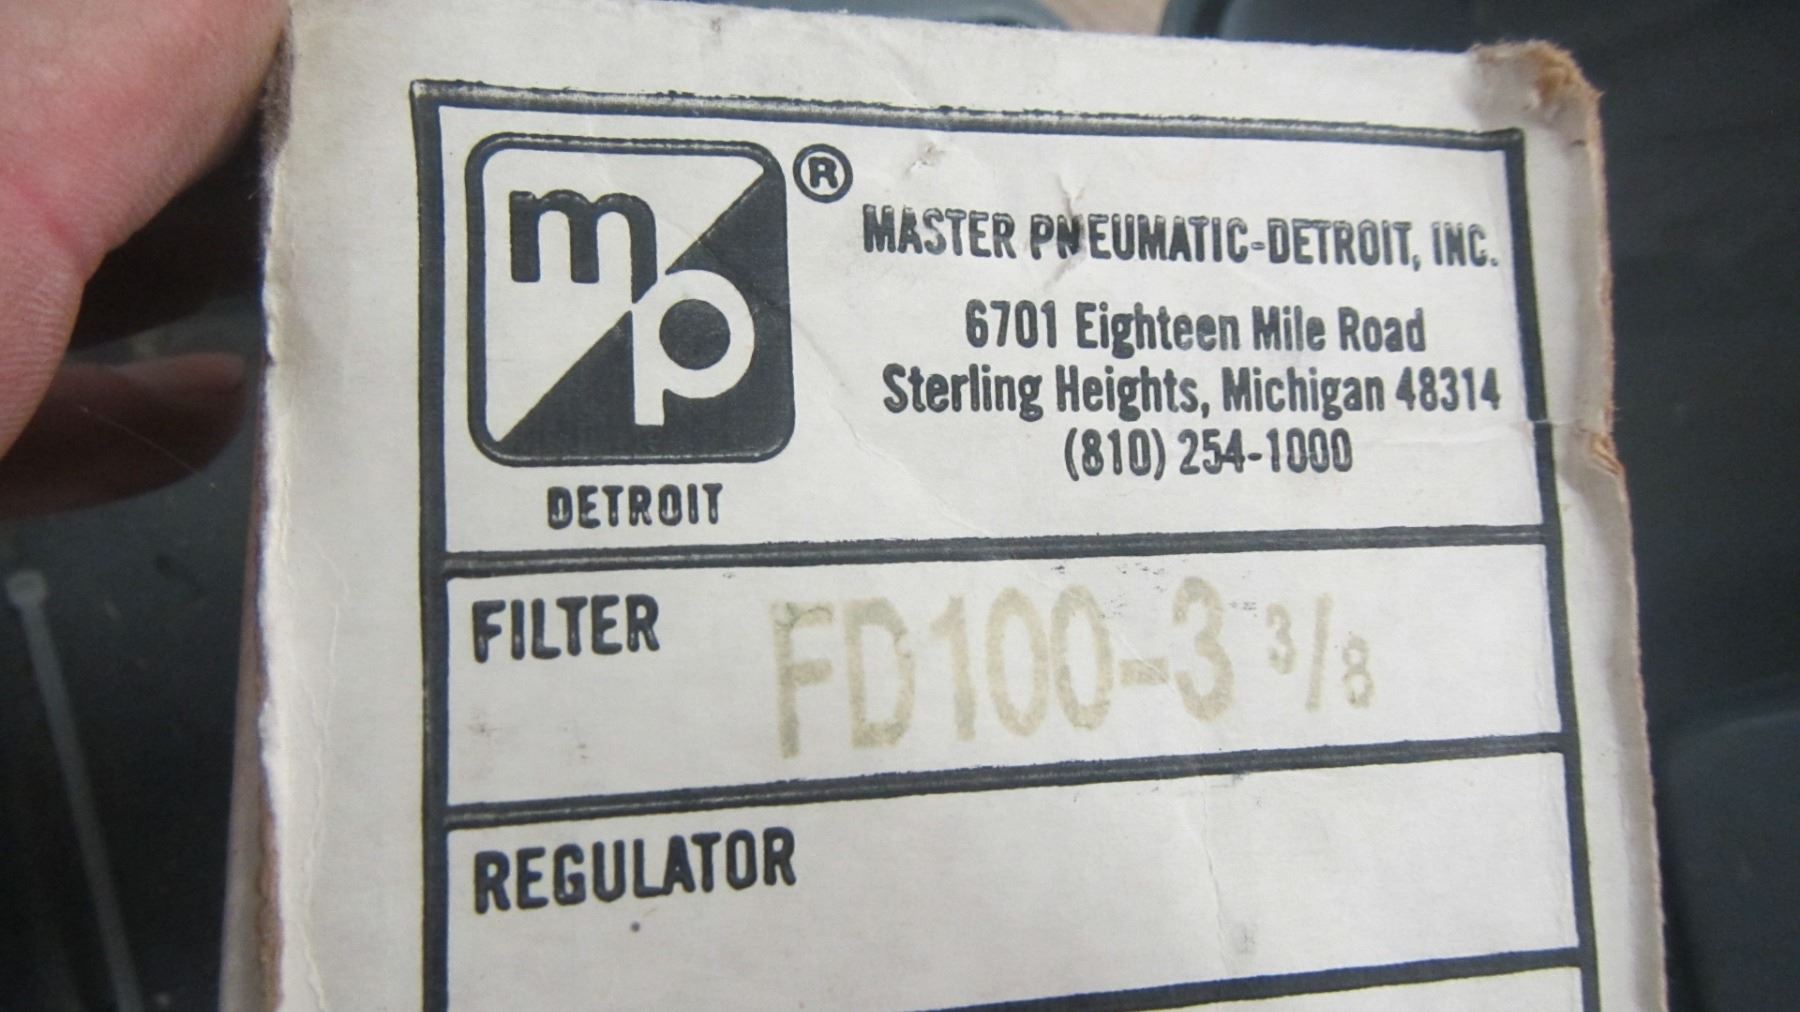 mp ®
DETROIT
MASTER PNEUMATIC-DETROIT, INC.
6701 Eighteen Mile Road
Sterling Heights, Michigan 48314
(810) 254-1000
FILTER FD100-3 3/8
REGULATOR